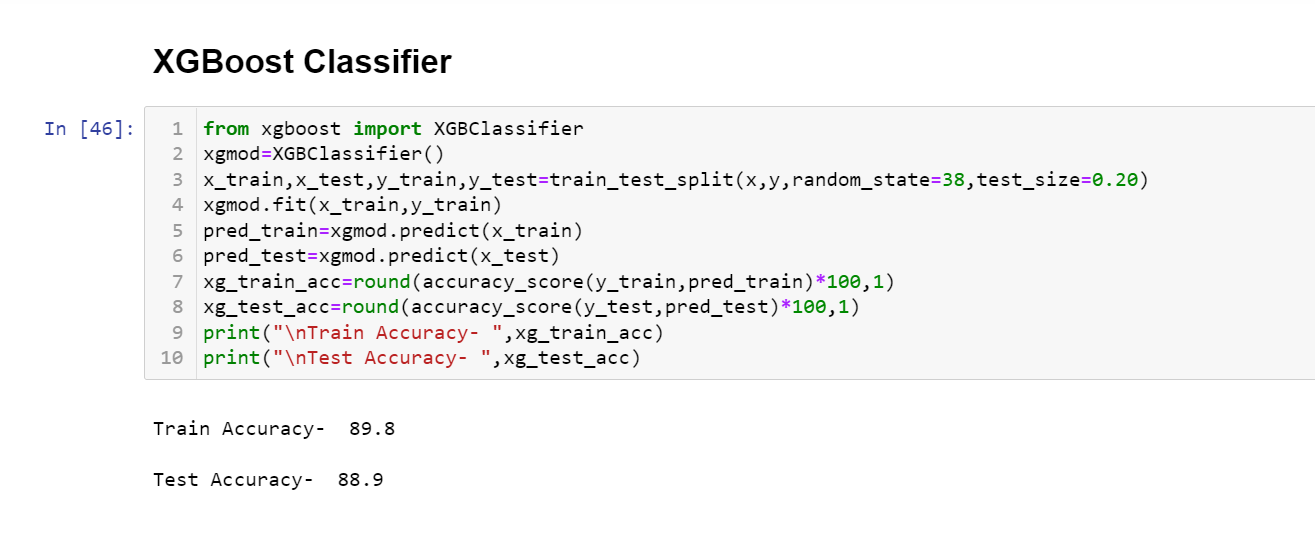 XGBoost Classifier
In [46]:
1 from xgboost import XGBClassifier
2 xgmod=XGBClassifier()
3 x_train,x_test,y_train,y_test=train_test_split(x,y,random_state=38,test_size=0.20)
4 xgmod.fit(x_train,y_train)
5 pred_train=xgmod.predict(x_train)
6 pred_test=xgmod.predict(x_test)
7 xg_train_acc=round(accuracy_score(y_train,pred_train)*100,1)
8 xg_test_acc=round(accuracy_score(y_test,pred_test)*100,1)
9 print("\nTrain Accuracy- ",xg_train_acc)
10 print("\nTest Accuracy- ",xg_test_acc)
Train Accuracy-  89.8
Test Accuracy-  88.9